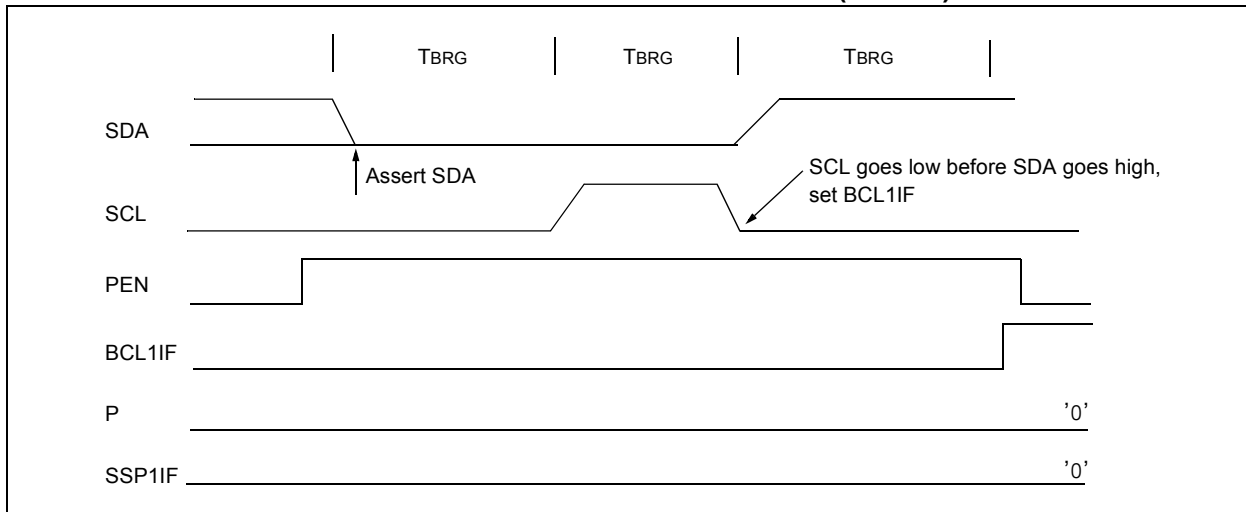 TBRG TBRG TBRG
SDA
Assert SDA
SCL goes low before SDA goes high,
set BCL1IF
SCL
PEN
BCL1IF
P '0'
SSP1IF '0'